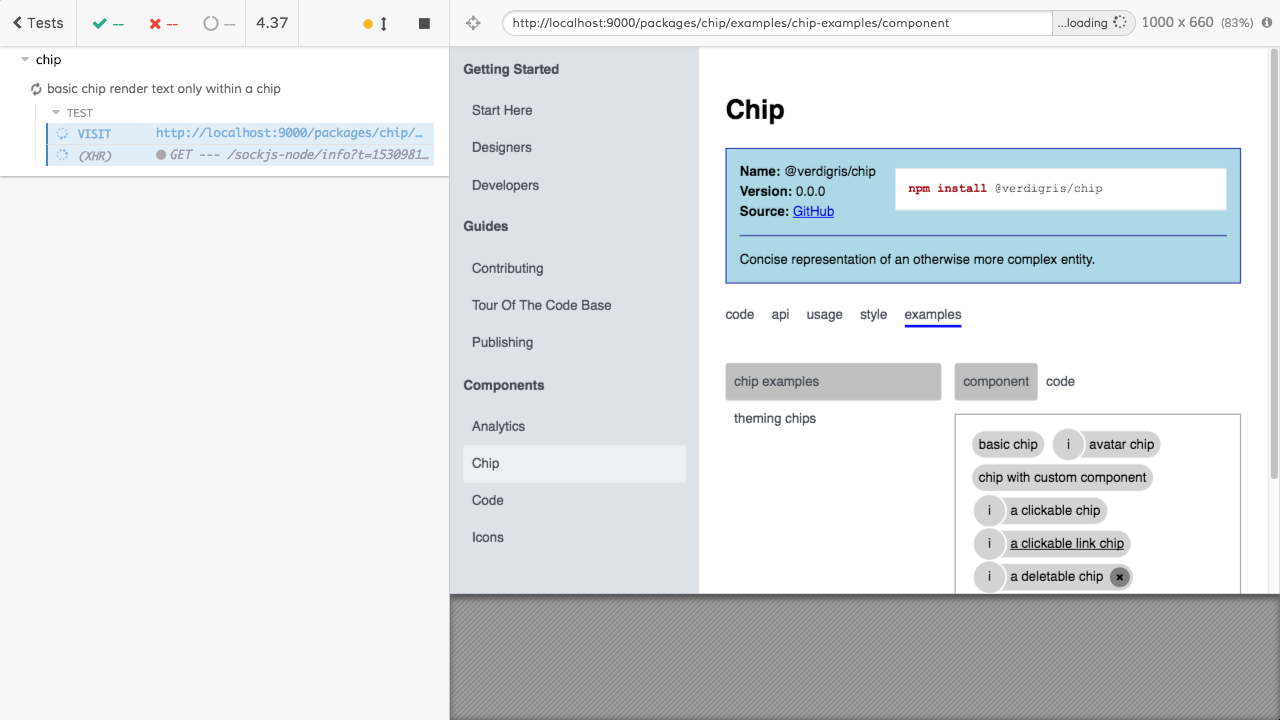 Tests
--
--
--
4.37
http://localhost:9000/packages/chip/examples/chip-examples/component
...loading
1000 x 660 (83%)
chip
basic chip render text only within a chip
TEST
VISIT http://localhost:9000/packages/chip/…
(XHR) GET --- /sockjs-node/info?t=1530981…
Getting Started
Start Here
Designers
Developers
Guides
Contributing
Tour Of The Code Base
Publishing
Components
Analytics
Chip
Code
Icons
Chip
Name: @verdigris/chip
Version: 0.0.0
Source: GitHub
npm install @verdigris/chip
Concise representation of an otherwise more complex entity.
code api usage style examples
chip examples
theming chips
component code
basic chip i avatar chip
chip with custom component
i a clickable chip
i a clickable link chip
i a deletable chip ×